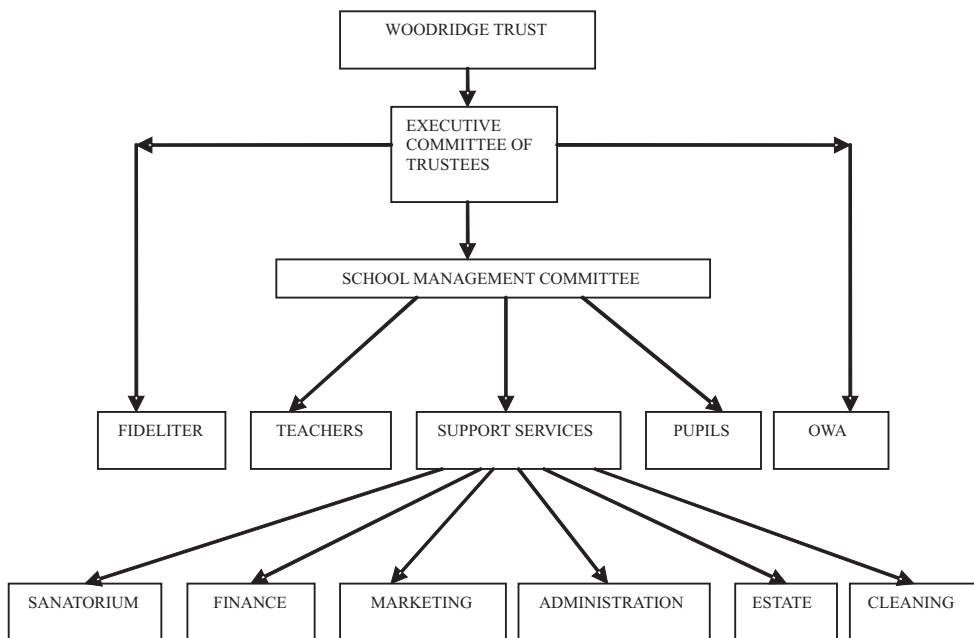 WOODRIDGE TRUST
EXECUTIVE
COMMITTEE OF
TRUSTEES
SCHOOL MANAGEMENT COMMITTEE
FIDELITER
TEACHERS
SUPPORT SERVICES
PUPILS
OWA
SANATORIUM
FINANCE
MARKETING
ADMINISTRATION
ESTATE
CLEANING